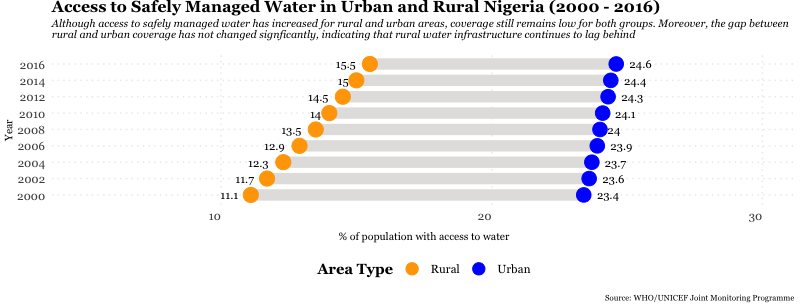 Access to Safely Managed Water in Urban and Rural Nigeria (2000 - 2016)
Although access to safely managed water has increased for rural and urban areas, coverage still remains low for both groups. Moreover, the gap between
rural and urban coverage has not changed signficantly, indicating that rural water infrastructure continues to lag behind
2016 15.5 24.6
2014 15 24.4
2012 14.5 24.3
2010 14 24.1
2008 13.5 24
2006 12.9 23.9
2004 12.3 23.7
2002 11.7 23.6
2000 11.1 23.4
Year
10 20 30
% of population with access to water
Area Type Rural Urban
Source: WHO/UNICEF Joint Monitoring Programme